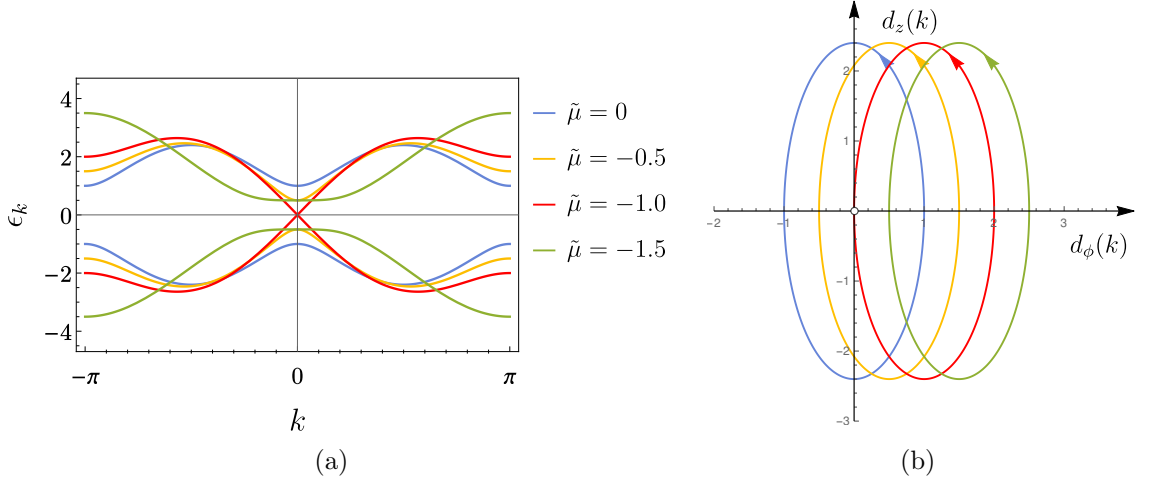 4
2
0
−2
−4
ϵ_k
−π
0
π
k
μ̃ = 0
μ̃ = −0.5
μ̃ = −1.0
μ̃ = −1.5
(a)
d_z(k)
2
1
-2
-1
1
2
3
d_ϕ(k)
-1
-2
-3
(b)